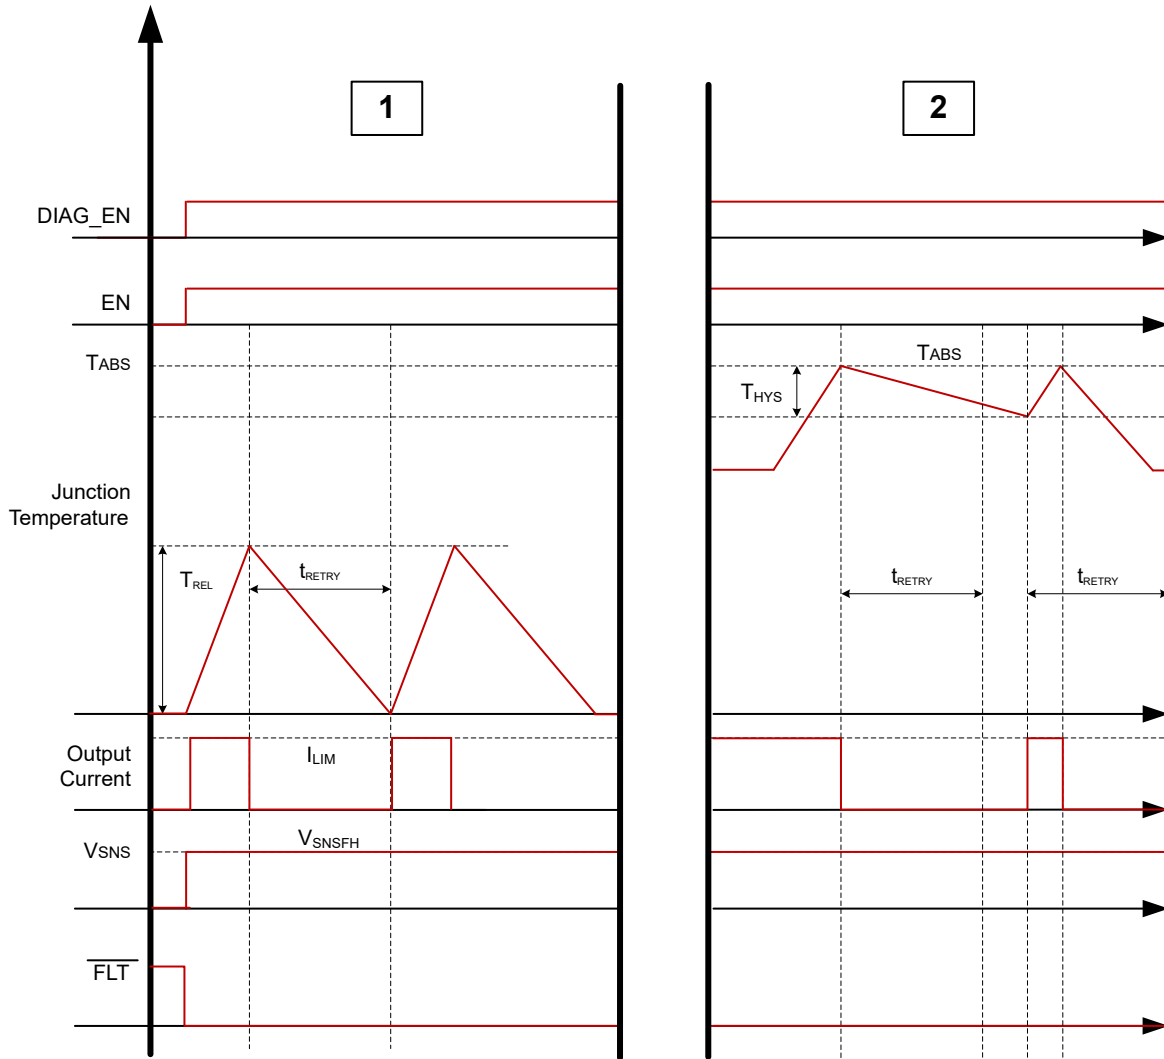 1
2
DIAG_EN
EN
TABS
TABS
THYS
Junction
Temperature
TREL
tRETRY
tRETRY
tRETRY
Output
Current
ILIM
VSNS
VSNSFH
FLT